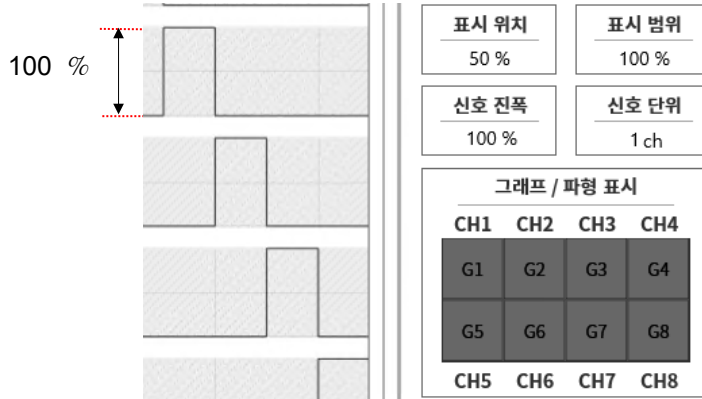 100 %
표시 위치
50 %
표시 범위
100 %
신호 진폭
100 %
신호 단위
1 ch
그래프 / 파형 표시
CH1 CH2 CH3 CH4
G1 G2 G3 G4
G5 G6 G7 G8
CH5 CH6 CH7 CH8